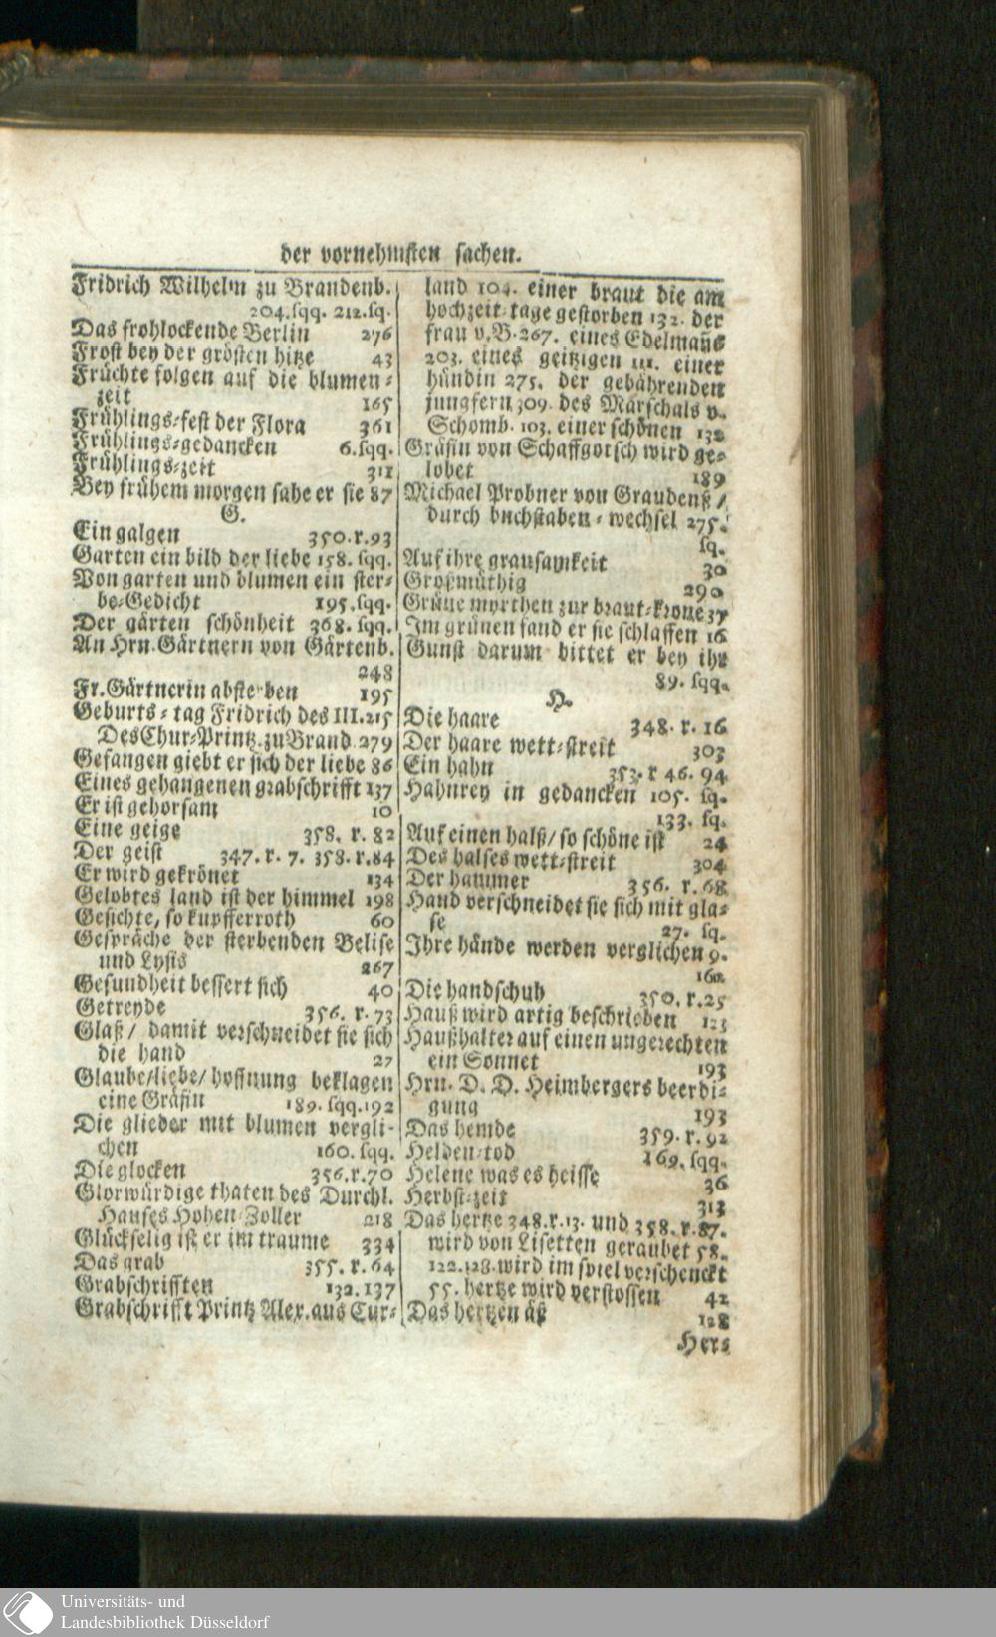 der vornehmsten sachen.
Fridrich Wilhelm zu Brandenb.
204.sqq. 212.sq.
Das frohlockende Berlin 276
Frost bey der grösten hitze 43
Früchte folgen auf die blumen-
zeit 165
Frühlings-fest der Flora 361
Frühlings-gedancken 6.sqq.
Frühlings-zeit 311
Bey frühem morgen sahe er sie 87
G.
Ein galgen 350.r.93
Garten ein bild der liebe 158. sqq.
Von garten und blumen ein ster-
be-Gedicht 195.sqq.
Der gärten schönheit 368. sqq.
An Hrn. Gärtnern von Gärtenb.
248
Fr. Gärtnerin absterben 195
Geburts-tag Fridrich des III. 215
Des Chur-Printz. zu Brand. 279
Gefangen giebt er sich der liebe 86
Eines gehangenen grabschrifft 137
Er ist gehorsam 10
Eine geige 358. r. 82
Der geist 347. r. 7. 358. r.84
Er wird gekrönet 134
Gelobtes land ist der himmel 198
Gesichte, so kupfferroth 60
Gespräche der sterbenden Belise
und Lysis 267
Gesundheit bessert sich 40
Getreyde 356. r. 73
Glaß/ damit verschneidet sie sich
die hand 27
Glaube/liebe/hoffnung beklagen
eine Gräfin 189. sqq.192
Die glieder mit blumen vergli-
chen 160. sqq.
Die glocken 356.r.70
Glorwürdige thaten des Durchl.
Hauses Hohen-Zoller 218
Glückselig ist er im traume 334
Das grab 355. r. 64
Grabschrifften 132.137
Grabschrifft Printz Alex. aus Cur-
land 104. einer braut die am
hochzeit-tage gestorben 132. der
frau v.B. 267. eines Edelmañs
203. eines geitzigen 111. einer
hündin 275. der gebährenden
jungfern 309. des Marschals v.
Schomb. 103. einer schönen 132
Gräfin von Schaffgotsch wird ge-
lobet 189
Michael Probner von Graudenß/
durch buchstaben-wechsel 275.
sq.
Auf ihre grausamkeit 30
Großmüthig 290
Grüne myrthen zur braut-krone 37
Im grünen fand er sie schlaffen 16
Gunst darum bittet er bey ihr
89. sqq.
H.
Die haare 348. r. 16
Der haare wett-streit 303
Ein hahn 353. r 46. 94
Hahnrey in gedancken 105. sq.
133. sq.
Auf einen halß/ so schöne ist 24
Des halses wett-streit 304
Der hammer 356. r. 68
Hand verschneidet sie sich mit gla-
se 27. sq.
Ihre hände werden verglichen 9.
160
Die handschuh 350. r.25
Hauß wird artig beschrieben 123
Haußhalter auf einen ungerechten
ein Sonnet 193
Hrn. D. D. Heimbergers beerdi-
gung 193
Das hemde 359. r. 92
Helden-tod 169. sqq.
Helene was es heisse 36
Herbst-zeit 313
Das hertze 348.r.13. und 358.r.87.
wird von Lisetten geraubet 58.
122.128. wird im spiel verschenckt
55. hertze wird verstossen 42
Das hertzen äß 128
Her-
Universitäts- und
Landesbibliothek Düsseldorf